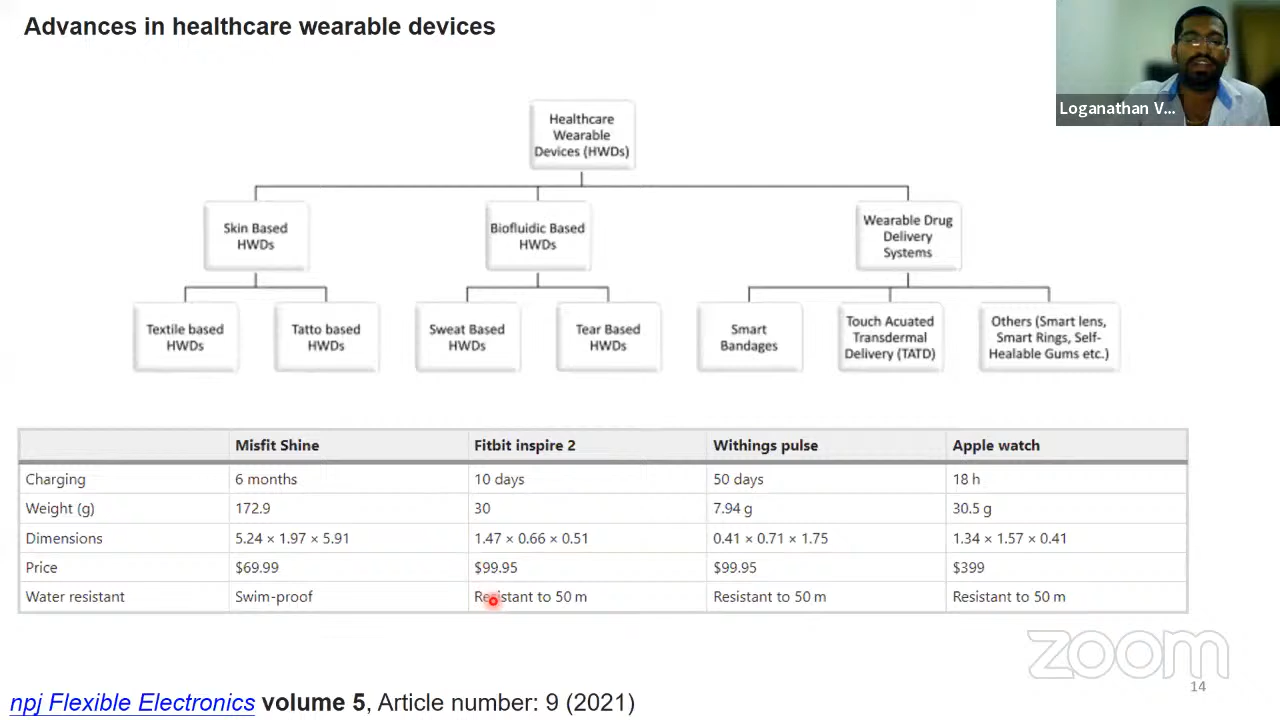 Advances in healthcare wearable devices
Loganathan V...
Healthcare
Wearable
Devices (HWDs)
Skin Based
HWDs
Biofluidic Based
HWDs
Wearable Drug
Delivery
Systems
Textile based
HWDs
Tatto based
HWDs
Sweat Based
HWDs
Tear Based
HWDs
Smart
Bandages
Touch Acuated
Transdermal
Delivery (TATD)
Others (Smart lens,
Smart Rings, Self-
Healable Gums etc.)
Misfit Shine Fitbit inspire 2 Withings pulse Apple watch
Charging 6 months 10 days 50 days 18 h
Weight (g) 172.9 30 7.94 g 30.5 g
Dimensions 5.24 × 1.97 × 5.91 1.47 × 0.66 × 0.51 0.41 × 0.71 × 1.75 1.34 × 1.57 × 0.41
Price $69.99 $99.95 $99.95 $399
Water resistant Swim-proof Resistant to 50 m Resistant to 50 m Resistant to 50 m
zoom
14
npj Flexible Electronics volume 5, Article number: 9 (2021)